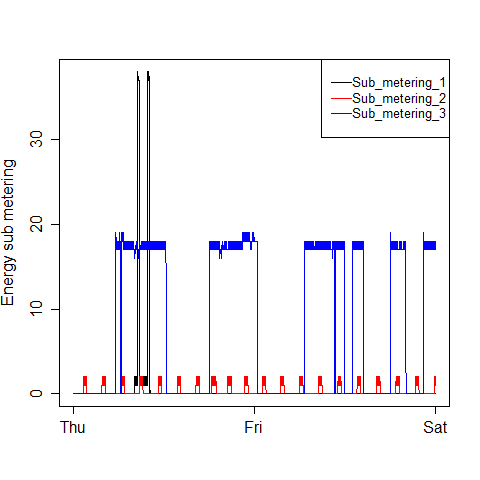 Sub_metering_1
Sub_metering_2
Sub_metering_3
Energy sub metering
30
20
10
0
Thu Fri Sat